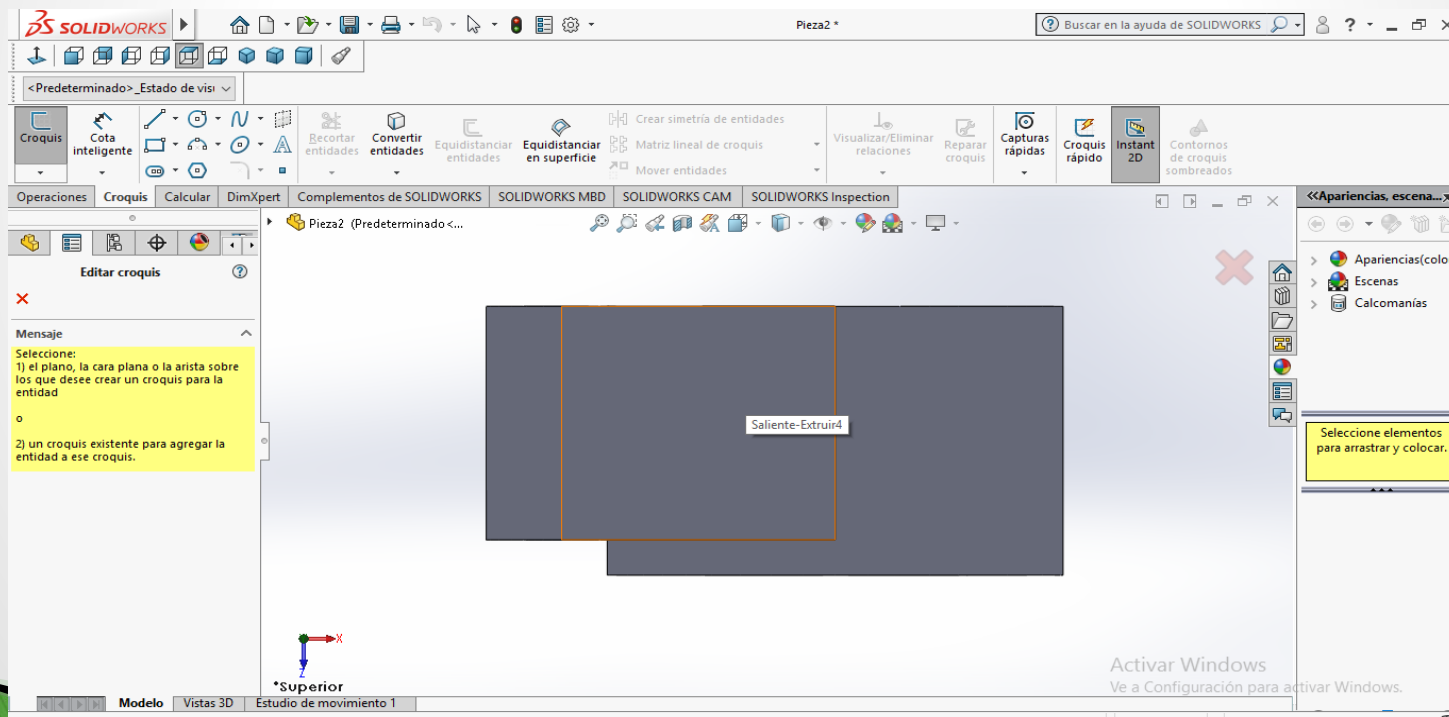 SOLIDWORKS
Pieza2 *
Buscar en la ayuda de SOLIDWORKS
?
<Predeterminado>_Estado de visu
Croquis
Cota
inteligente
Recortar
entidades
Convertir
entidades
Equidistanciar
entidades
Equidistanciar
en superficie
Crear simetría de entidades
Matriz lineal de croquis
Mover entidades
Visualizar/Eliminar
relaciones
Reparar
croquis
Capturas
rápidas
Croquis
rápido
Instant
2D
Contornos
de croquis
sombreados
Operaciones Croquis Calcular DimXpert Complementos de SOLIDWORKS SOLIDWORKS MBD SOLIDWORKS CAM SOLIDWORKS Inspection
Pieza2 (Predeterminado<...
Editar croquis
Mensaje
Seleccione:
1) el plano, la cara plana o la arista sobre
los que desee crear un croquis para la
entidad
o
2) un croquis existente para agregar la
entidad a ese croquis.
Saliente-Extruir4
X
Z
*Superior
Apariencias, escena...
Apariencias(colo
Escenas
Calcomanías
Seleccione elementos
para arrastrar y colocar.
Activar Windows
Ve a Configuración para activar Windows.
Modelo Vistas 3D Estudio de movimiento 1